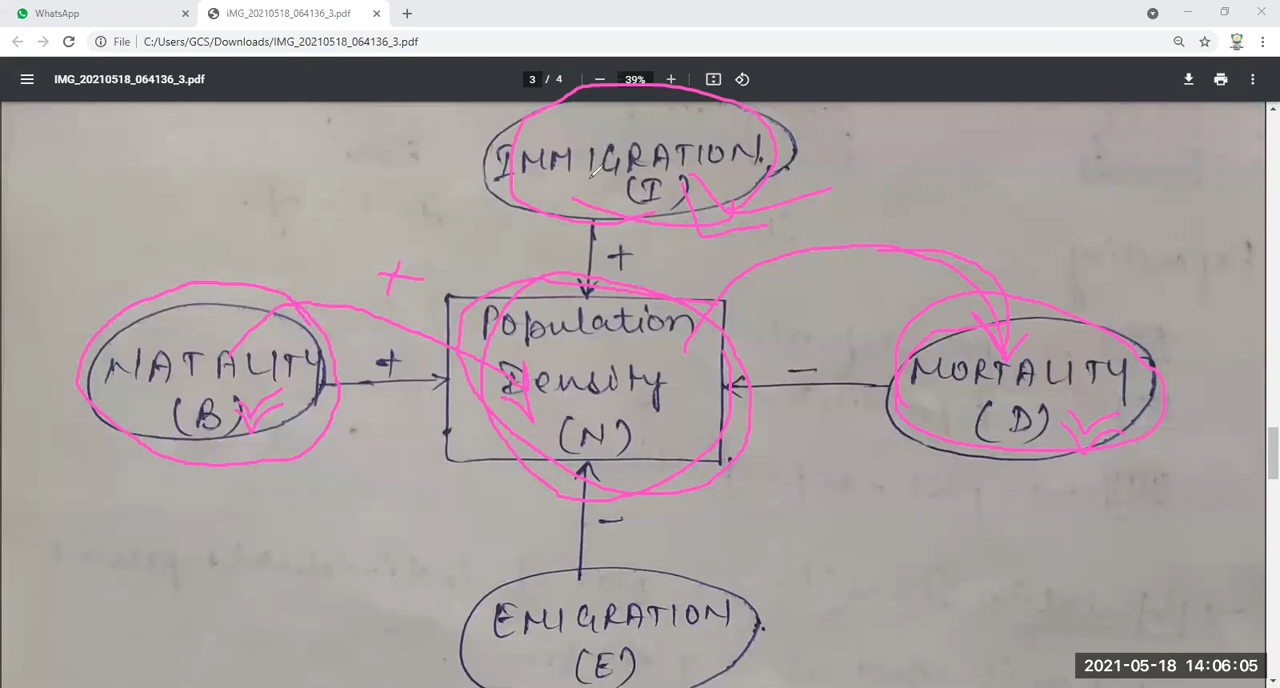 WhatsApp
IMG_20210518_064136_3.pdf
File
C:/Users/GCS/Downloads/IMG_20210518_064136_3.pdf
IMG_20210518_064136_3.pdf
3 / 4
39%
IMMIGRATION
(I)
+
+
Population
Density
(N)
NATALITY
(B)
+
-
MORTALITY
(D)
-
EMIGRATION
(E)
2021-05-18 14:06:05